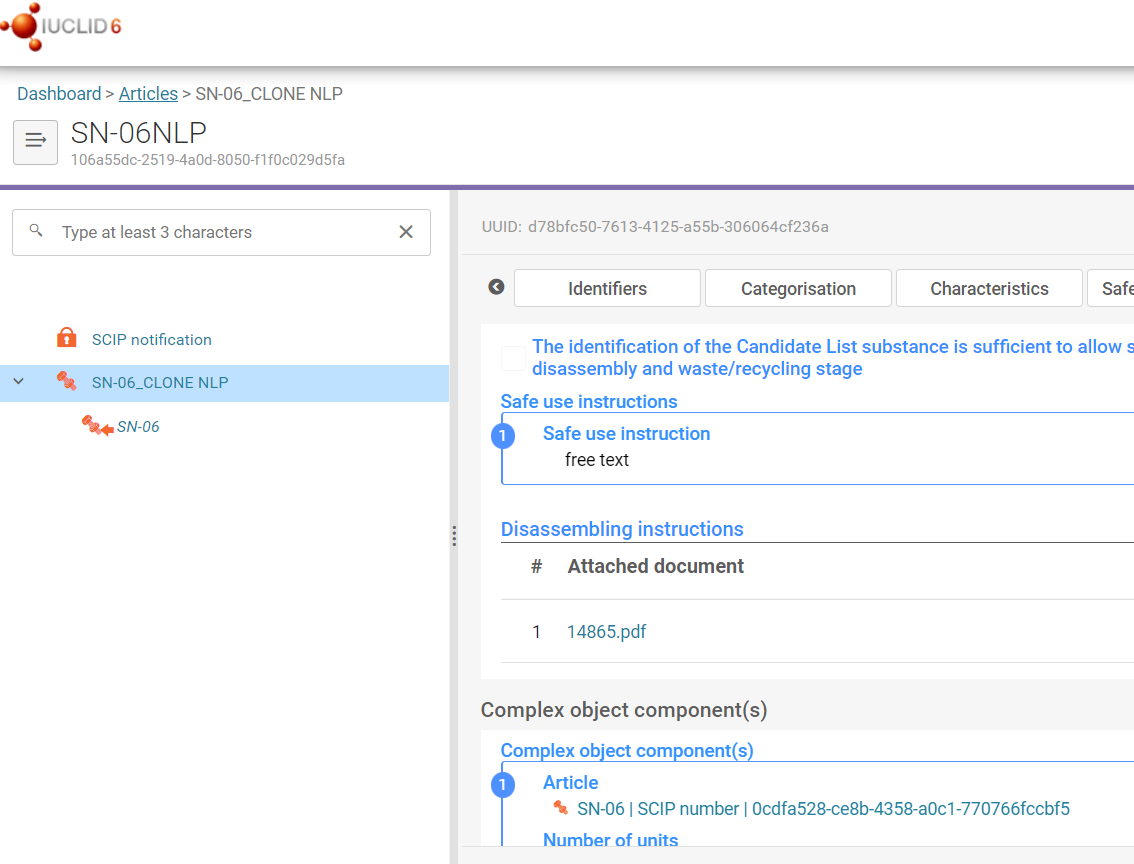 IUCLID 6
Dashboard > Articles > SN-06_CLONE NLP
SN-06NLP
106a55dc-2519-4a0d-8050-f1f0c029d5fa
Type at least 3 characters
SCIP notification
SN-06_CLONE NLP
SN-06
UUID: d78bfc50-7613-4125-a55b-306064cf236a
Identifiers
Categorisation
Characteristics
Safe
The identification of the Candidate List substance is sufficient to allow s
disassembly and waste/recycling stage
Safe use instructions
1
Safe use instruction
free text
Disassembling instructions
# Attached document
1 14865.pdf
Complex object component(s)
Complex object component(s)
1
Article
SN-06 | SCIP number | 0cdfa528-ce8b-4358-a0c1-770766fccbf5
Number of units